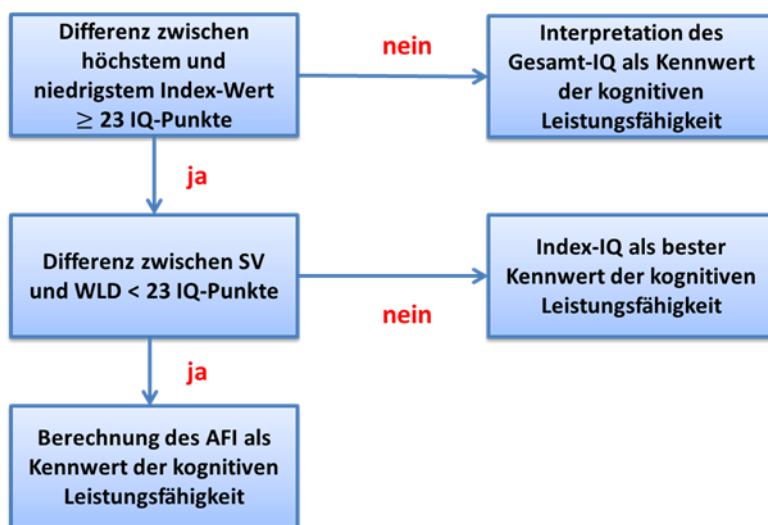 Differenz zwischen
höchstem und
niedrigstem Index-Wert
≥ 23 IQ-Punkte
nein
Interpretation des
Gesamt-IQ als Kennwert
der kognitiven
Leistungsfähigkeit
ja
Differenz zwischen SV
und WLD < 23 IQ-Punkte
nein
Index-IQ als bester
Kennwert der kognitiven
Leistungsfähigkeit
ja
Berechnung des AFI als
Kennwert der kognitiven
Leistungsfähigkeit